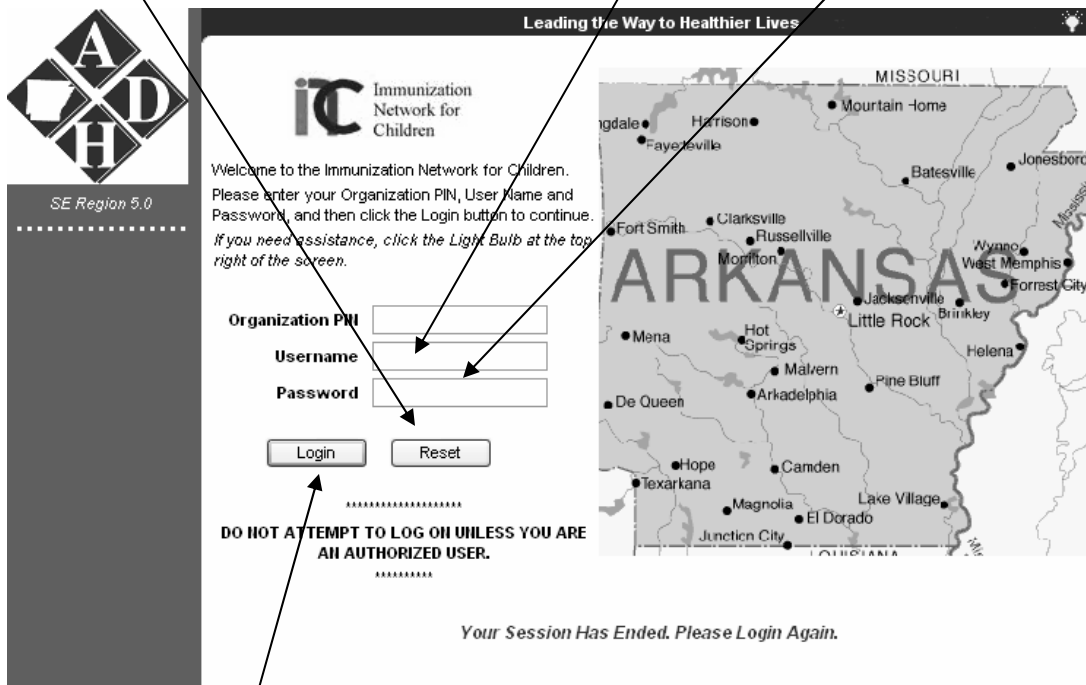 Leading the Way to Healthier Lives
A
D
H
SE Region 5.0
Immunization
Network for
Children
Welcome to the Immunization Network for Children.
Please enter your Organization PIN, User Name and
Password, and then click the Login button to continue.
If you need assistance, click the Light Bulb at the top
right of the screen.
Organization PIN
Username
Password
Login
Reset
********************
DO NOT ATTEMPT TO LOG ON UNLESS YOU ARE
AN AUTHORIZED USER.
**********
Your Session Has Ended. Please Login Again.
MISSOURI
Mountain Home
ngdale
Harrison
Fayetteville
Jonesboro
Batesville
Clarksville
Fort Smith
Russellville
Morrilton
Wynne
West Memphis
ARKANSAS
Forrest City
Jacksonville
Brinkley
Little Rock
Mena
Hot
Springs
Helena
Malvern
Pine Bluff
Arkadelphia
De Queen
Hope
Camden
Texarkana
Magnolia
Lake Village
El Dorado
Junction City
LOUISIANA